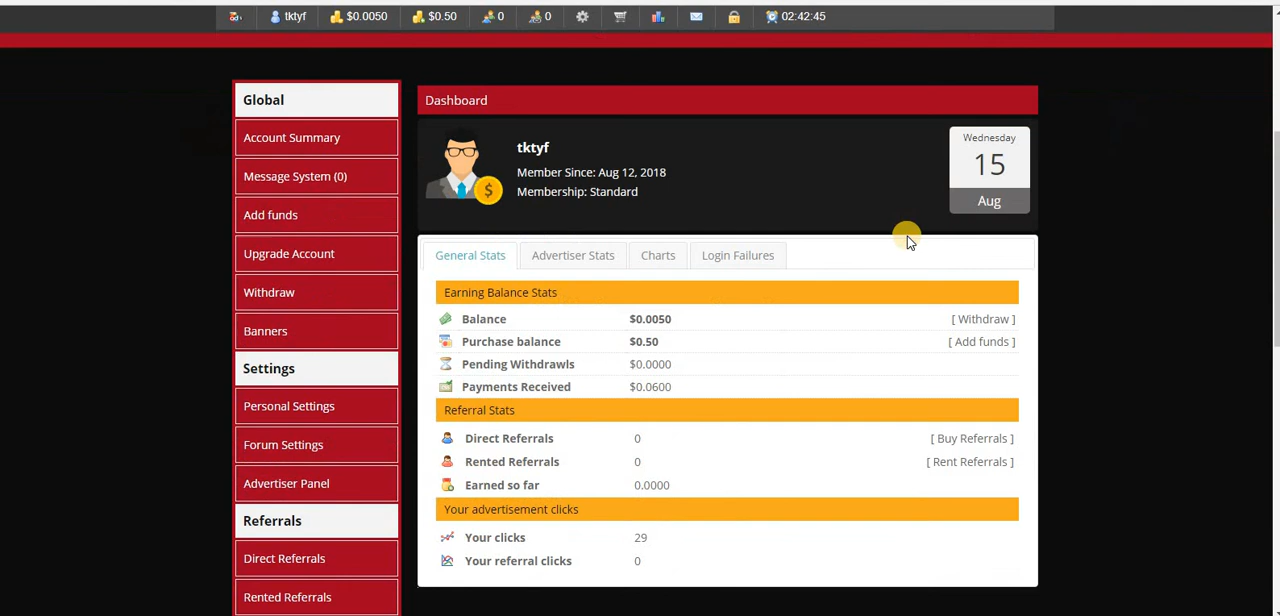 tktyf $0.0050 $0.50 0 0 02:42:45
Global
Account Summary
Message System (0)
Add funds
Upgrade Account
Withdraw
Banners
Settings
Personal Settings
Forum Settings
Advertiser Panel
Referrals
Direct Referrals
Rented Referrals
Dashboard
tktyf
Member Since: Aug 12, 2018
Membership: Standard
Wednesday
15
Aug
General Stats Advertiser Stats Charts Login Failures
Earning Balance Stats
Balance $0.0050 [ Withdraw ]
Purchase balance $0.50 [ Add funds ]
Pending Withdrawls $0.0000
Payments Received $0.0600
Referral Stats
Direct Referrals 0 [ Buy Referrals ]
Rented Referrals 0 [ Rent Referrals ]
Earned so far 0.0000
Your advertisement clicks
Your clicks 29
Your referral clicks 0